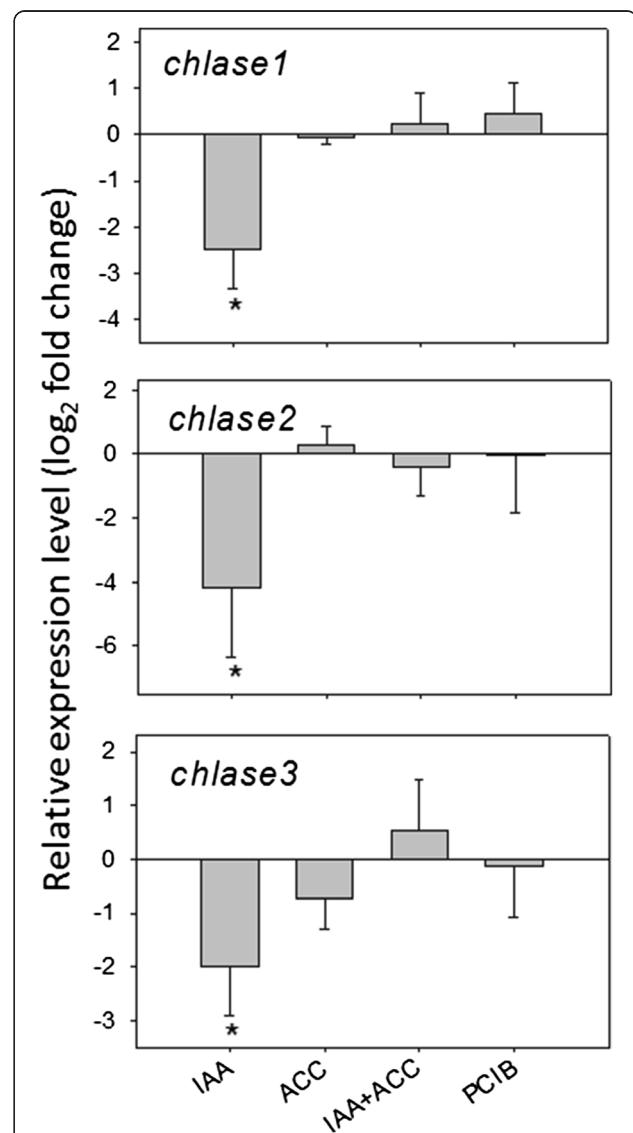 Relative expression level (log₂ fold change)
chlase1
2
1
0
-1
-2
-3
-4
*
chlase2
2
0
-2
-4
-6
*
chlase3
2
1
0
-1
-2
-3
*
IAA
ACC
IAA+ACC
PCIB